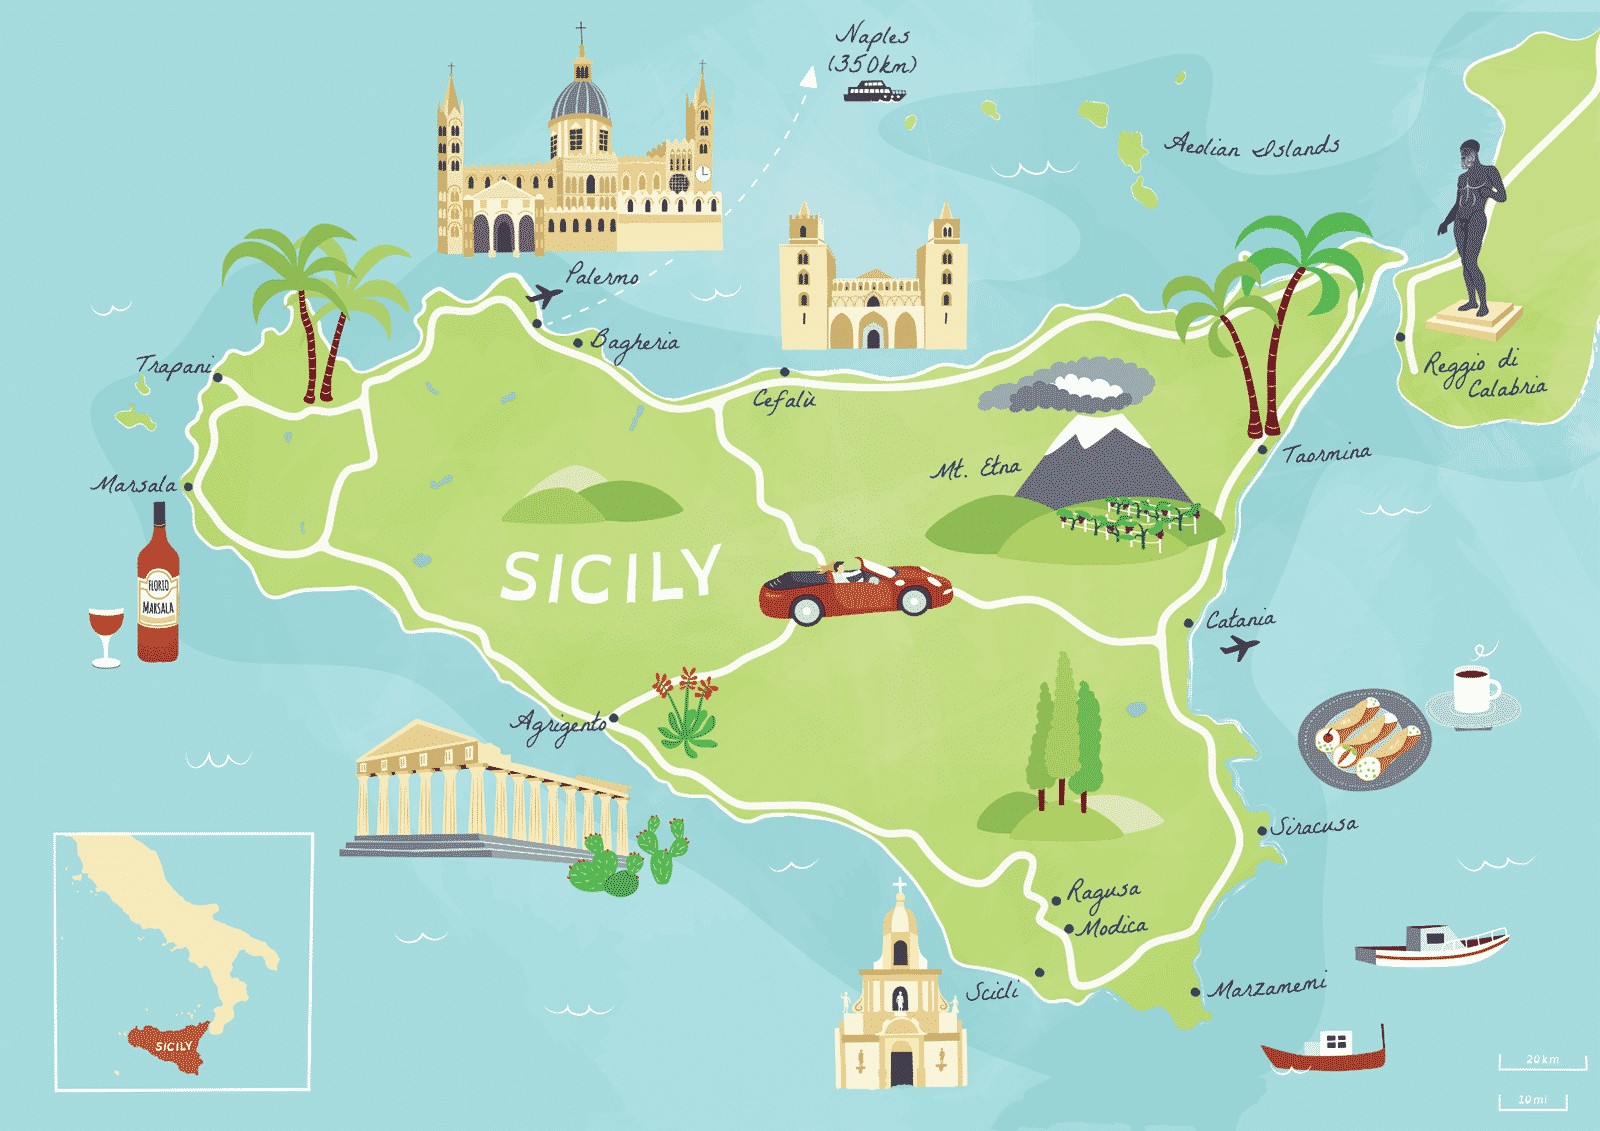 Naples
(350km)
Aeolian Islands
Palermo
Bagheria
Trapani
Cefalù
Reggio di
Calabria
Taormina
Mt. Etna
Marsala
FLORIO
MARSALA
SICILY
Catania
Agrigento
Siracusa
Ragusa
Modica
Scicli
Marzamemi
SICILY
20km
10mi